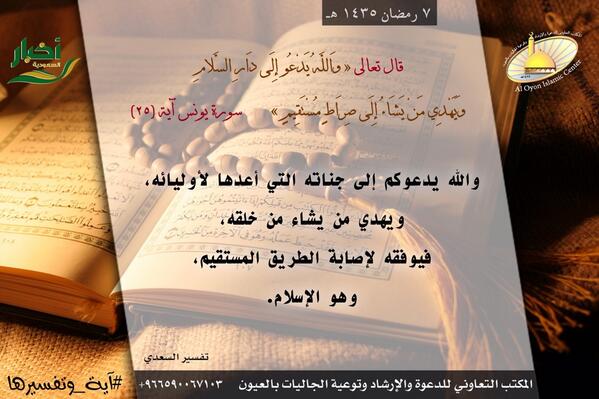 ٧ رمضان ١٤٣٥ هـ
أخبار
السعودية
Al Oyon Islamic Center
قال تعالى « وَاللَّهُ يَدْعُو إِلَى دَارِ السَّلَامِ
وَيَهْدِي مَنْ يَشَاءُ إِلَى صِرَاطٍ مُسْتَقِيمٍ » سورة يونس آية (٢٥)
والله يدعوكم إلى جناته التي أعدها لأوليائه،
ويهدي من يشاء من خلقه،
فيوفقه لإصابة الطريق المستقيم،
وهو الإسلام.
تفسير السعدي
المكتب التعاوني للدعوة والإرشاد وتوعية الجاليات بالعيون ٩٦٦٥٩٠٠٦٧١٠٣+
#آية_وتفسيرها